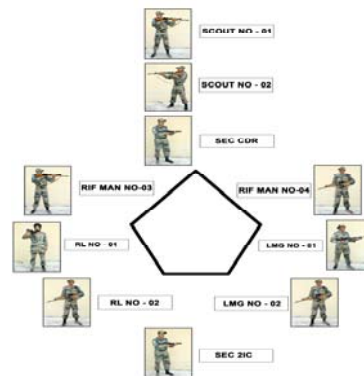 SCOUT NO - 01
SCOUT NO - 02
SEC CDR
RIF MAN NO-03
RIF MAN NO-04
RL NO - 01
LMG NO - 01
RL NO - 02
LMG NO - 02
SEC 2IC